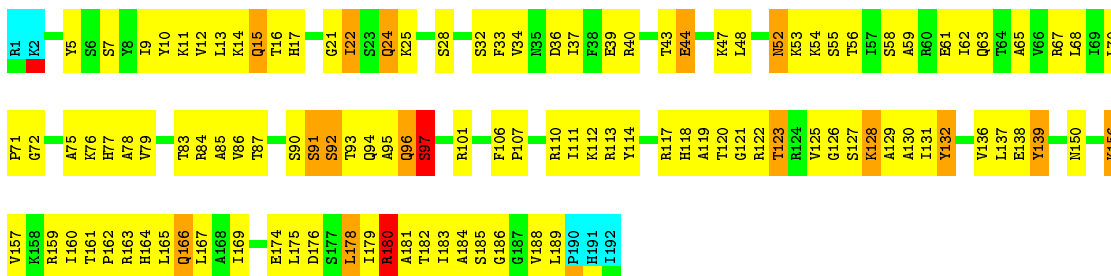 R1 K2 Y5 S6 S7 Y8 I9 Y10 K11 V12 L13 K14 Q15 T16 H17 G21 I22 S23 Q24 K25 S28 S32 F33 V34 N35 D36 I37 F38 E39 R40 T43 E44 K47 L48 N52 K53 K54 S55 T56 I57 S58 A59 R60 E61 I62 Q63 T64 A65 V66 R67 L68 I69
P71 G72 A75 K76 H77 A78 V79 T83 R84 A85 V86 T87 S90 S91 S92 T93 Q94 A95 Q96 S97 R101 F106 P107 R110 I111 K112 R113 Y114 R117 H118 A119 T120 G121 R122 T123 R124 V125 G126 S127 K128 A129 A130 I131 Y132 V136 L137 E138 Y139 N150
V157 K158 R159 I160 T161 P162 R163 H164 L165 Q166 L167 A168 I169 E174 L175 D176 S177 L178 I179 R180 A181 T182 I183 A184 S185 G186 G187 V188 L189 P190 H191 I192